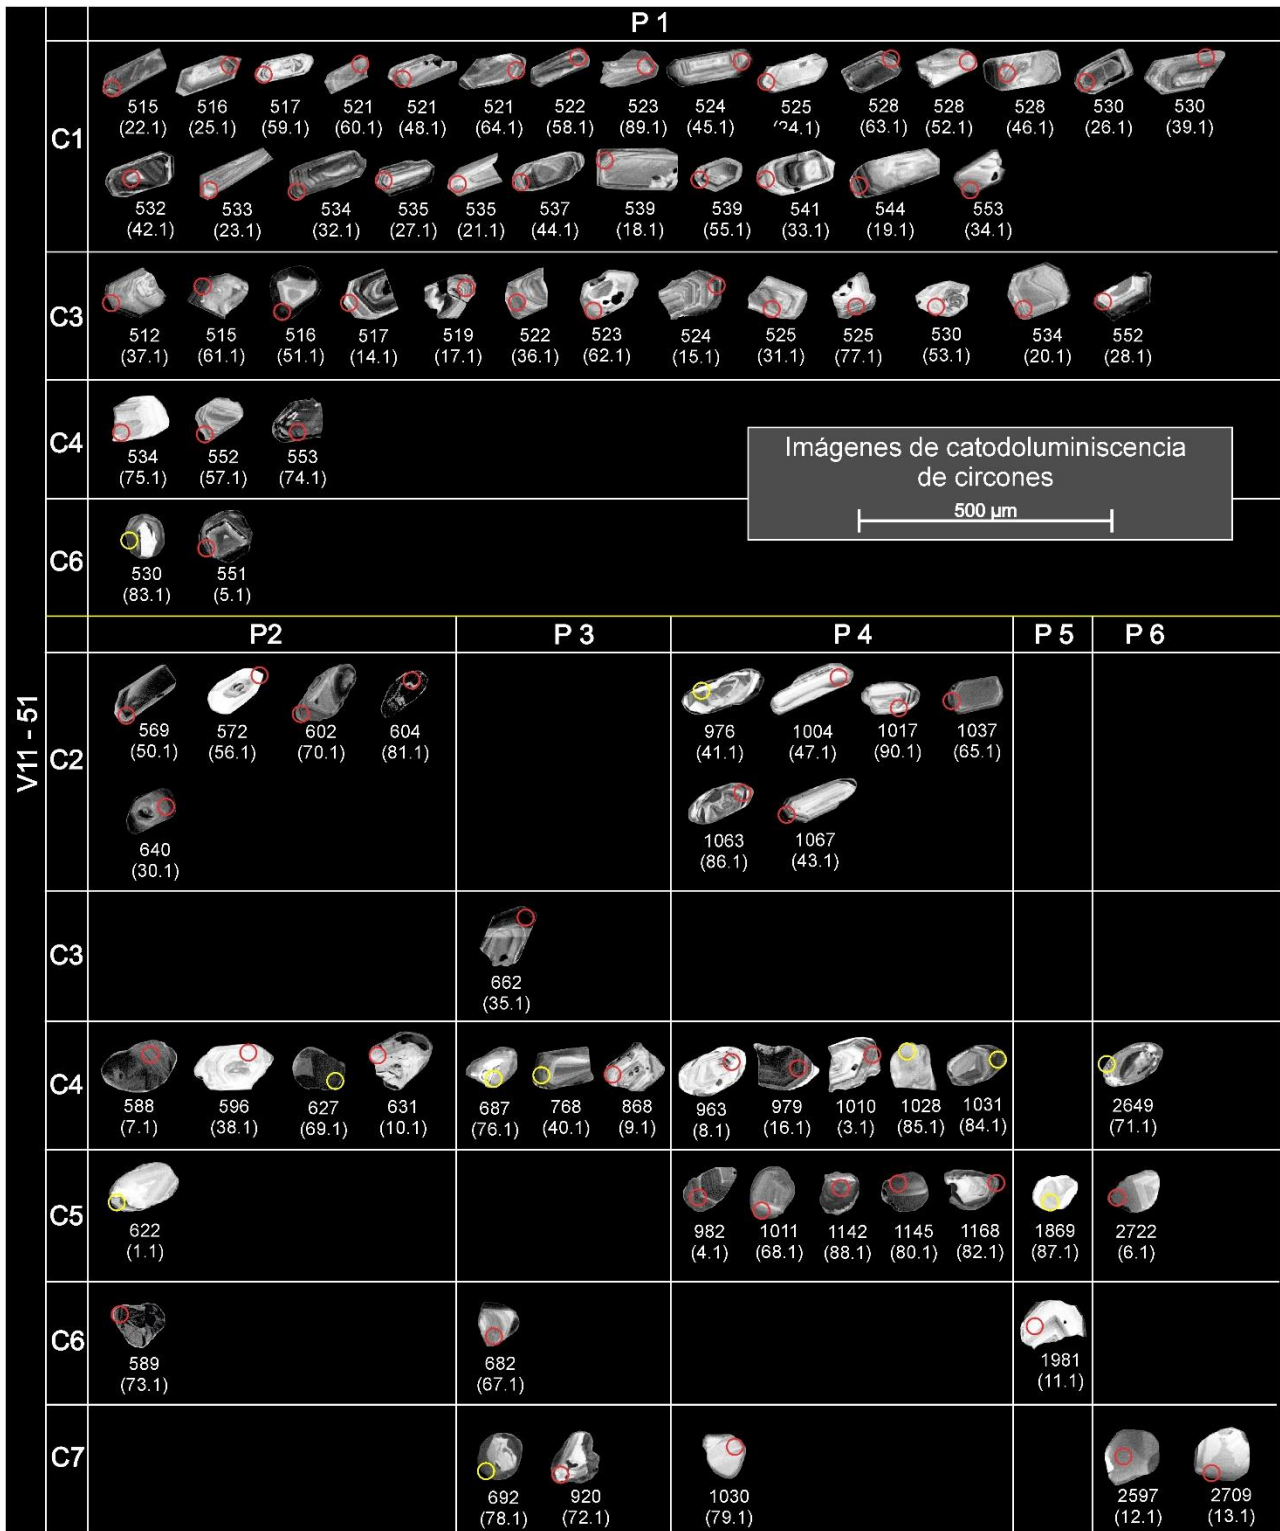 P 1
C1
515 516 517 521 521 521 522 523 524 525 528 528 528 530 530
(22.1) (25.1) (59.1) (60.1) (48.1) (64.1) (58.1) (89.1) (45.1) (24.1) (63.1) (52.1) (46.1) (26.1) (39.1)
532 533 534 535 535 537 539 539 541 544 553
(42.1) (23.1) (32.1) (27.1) (21.1) (44.1) (18.1) (55.1) (33.1) (19.1) (34.1)
C3
512 515 516 517 519 522 523 524 525 525 530 534 552
(37.1) (61.1) (51.1) (14.1) (17.1) (36.1) (62.1) (15.1) (31.1) (77.1) (53.1) (20.1) (28.1)
C4
534 552 553
(75.1) (57.1) (74.1)
Imágenes de catodoluminiscencia
de circones
500 µm
C6
530 551
(83.1) (5.1)
V11 - 51
P2 P 3 P 4 P 5 P 6
C2
569 572 602 604 976 1004 1017 1037
(50.1) (56.1) (70.1) (81.1) (41.1) (47.1) (90.1) (65.1)
640 1063 1067
(30.1) (86.1) (43.1)
C3
662
(35.1)
C4
588 596 627 631 687 768 868 963 979 1010 1028 1031 2649
(7.1) (38.1) (69.1) (10.1) (76.1) (40.1) (9.1) (8.1) (16.1) (3.1) (85.1) (84.1) (71.1)
C5
622 982 1011 1142 1145 1168 1869 2722
(1.1) (4.1) (68.1) (88.1) (80.1) (82.1) (87.1) (6.1)
C6
589 682 1981
(73.1) (67.1) (11.1)
C7
692 920 1030 2597 2709
(78.1) (72.1) (79.1) (12.1) (13.1)